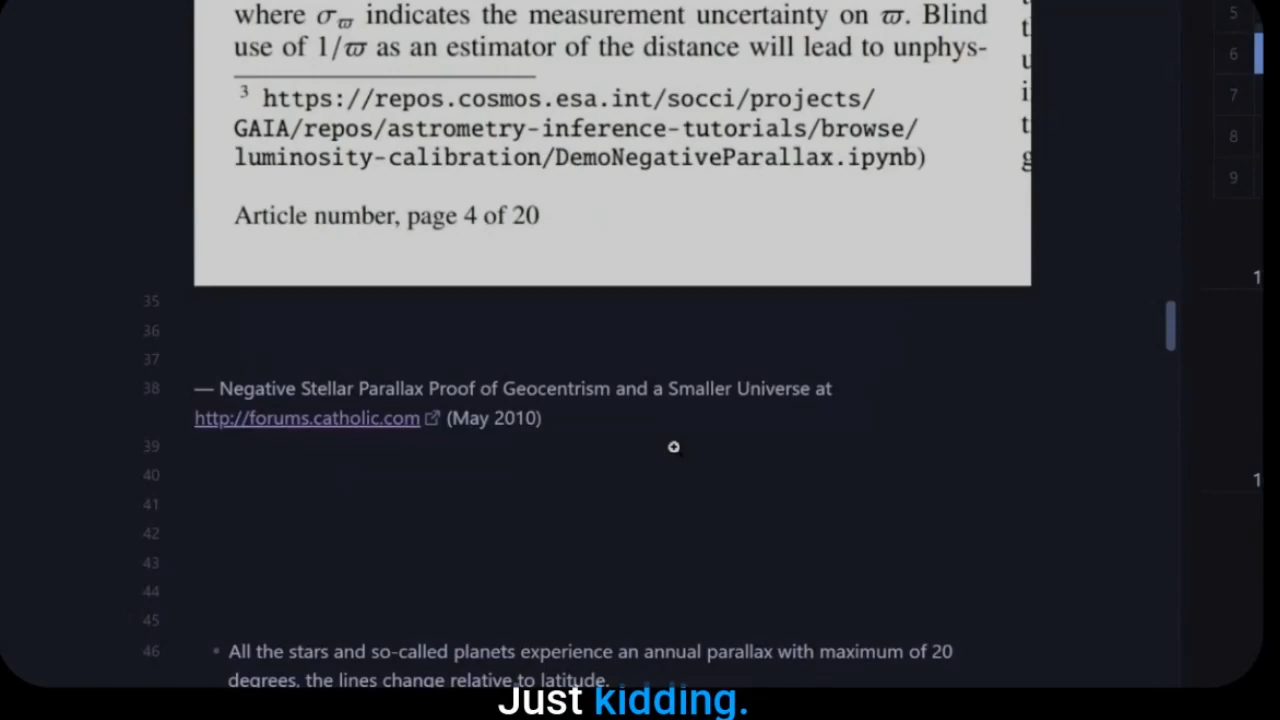 where σϖ indicates the measurement uncertainty on ϖ. Blind
use of 1/ϖ as an estimator of the distance will lead to unphys-
3 https://repos.cosmos.esa.int/socci/projects/
GAIA/repos/astrometry-inference-tutorials/browse/
luminosity-calibration/DemoNegativeParallax.ipynb)
Article number, page 4 of 20
35
36
37
38 — Negative Stellar Parallax Proof of Geocentrism and a Smaller Universe at
http://forums.catholic.com (May 2010)
39
40
41
42
43
44
45
46 • All the stars and so-called planets experience an annual parallax with maximum of 20
degrees, the lines change relative to latitude.
Just kidding.
5
6
7
8
9
1
1